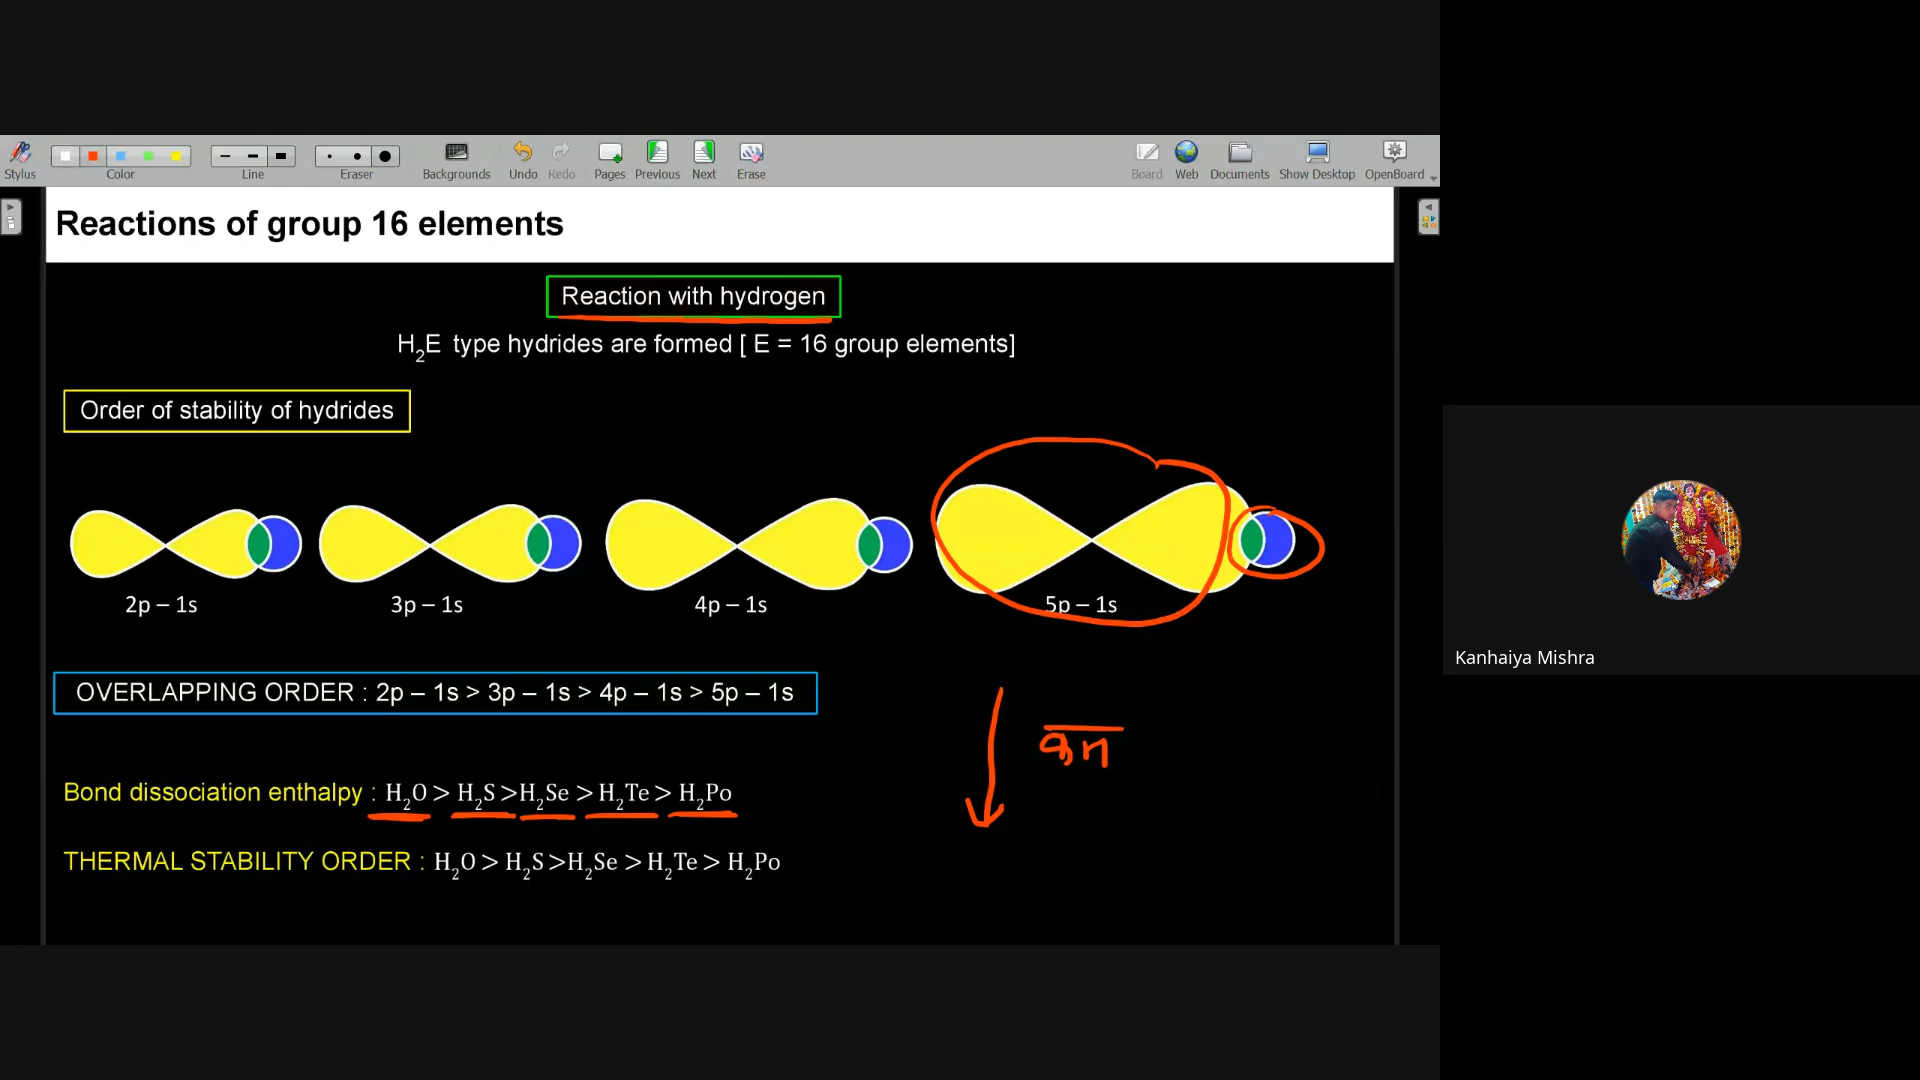 Stylus Color Line Eraser Backgrounds Undo Redo Pages Previous Next Erase Board Web Documents Show Desktop OpenBoard
Reactions of group 16 elements
Reaction with hydrogen
H₂E type hydrides are formed [ E = 16 group elements]
Order of stability of hydrides
2p – 1s 3p – 1s 4p – 1s 5p – 1s
Kanhaiya Mishra
OVERLAPPING ORDER : 2p – 1s > 3p – 1s > 4p – 1s > 5p – 1s
Bond dissociation enthalpy : H₂O > H₂S >H₂Se > H₂Te> H₂Po
THERMAL STABILITY ORDER : H₂O > H₂S >H₂Se > H₂Te > H₂Po